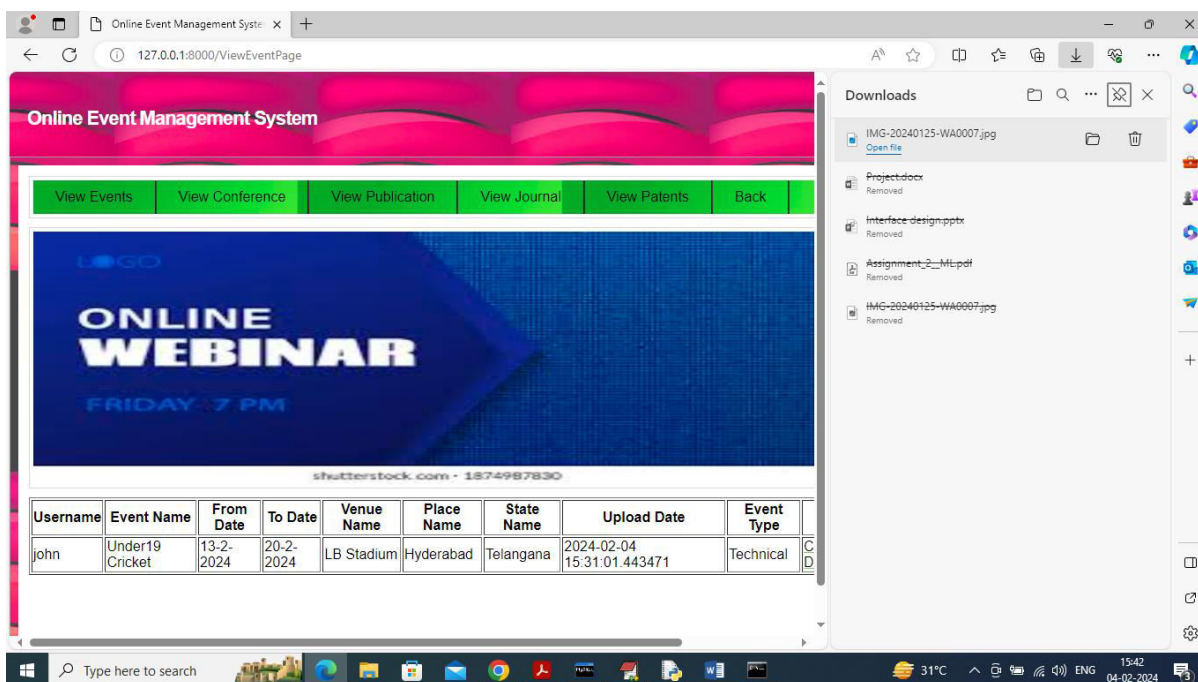 Online Event Management Syste
127.0.0.1:8000/ViewEventPage
Online Event Management System
View Events View Conference View Publication View Journal View Patents Back
LOGO
ONLINE
WEBINAR
FRIDAY 7 PM
shutterstock.com · 1874987830
Username Event Name From Date To Date Venue Name Place Name State Name Upload Date Event Type
john Under19 Cricket 13-2-2024 20-2-2024 LB Stadium Hyderabad Telangana 2024-02-04 15:31:01.443471 Technical C D
Downloads
IMG-20240125-WA0007.jpg
Open file
Project.docx
Removed
Interface design.pptx
Removed
Assignment_2__ML.pdf
Removed
IMG-20240125-WA0007.jpg
Removed
Type here to search
31°C ENG 15:42
04-02-2024